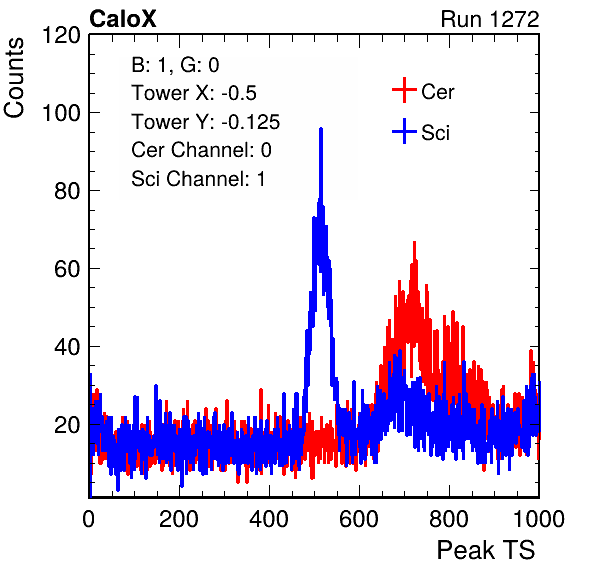 CaloX Run 1272
Counts
120
100
80
60
40
20
B: 1, G: 0
Tower X: -0.5
Tower Y: -0.125
Cer Channel: 0
Sci Channel: 1
Cer
Sci
0 200 400 600 800 1000
Peak TS